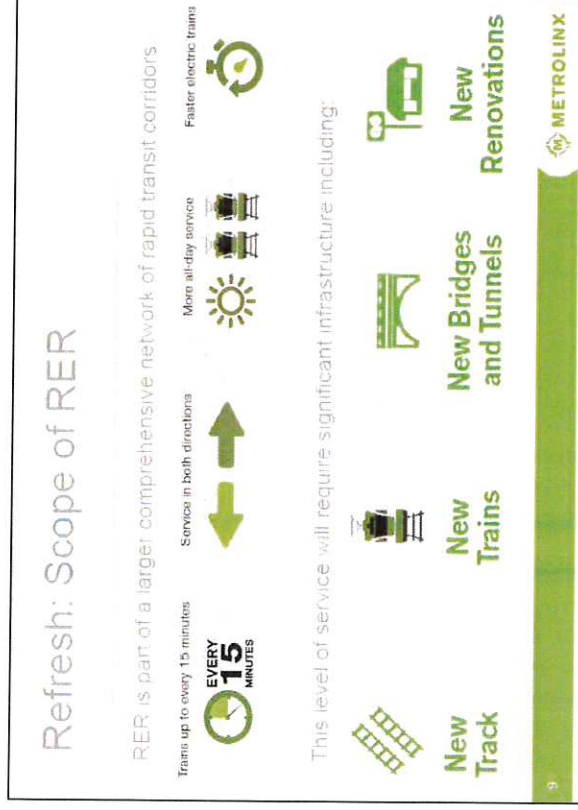 Refresh: Scope of RER
RER is part of a larger comprehensive network of rapid transit corridors
Trains up to every 15 minutes
Service in both directions
More all-day service
Faster electric trains
EVERY
15
MINUTES
This level of service will require significant infrastructure including:
New
Track
New
Trains
New Bridges
and Tunnels
New
Renovations
9
M METROLINX